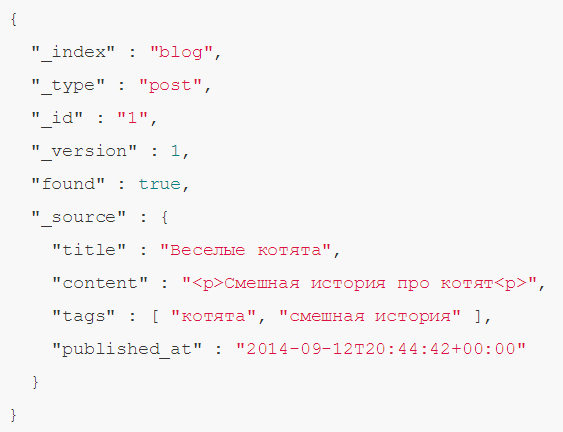 {
"_index" : "blog",
"_type" : "post",
"_id" : "1",
"_version" : 1,
"found" : true,
"_source" : {
"title" : "Веселые котята",
"content" : "<p>Смешная история про котят<p>",
"tags" : [ "котята", "смешная история" ],
"published_at" : "2014-09-12T20:44:42+00:00"
}
}